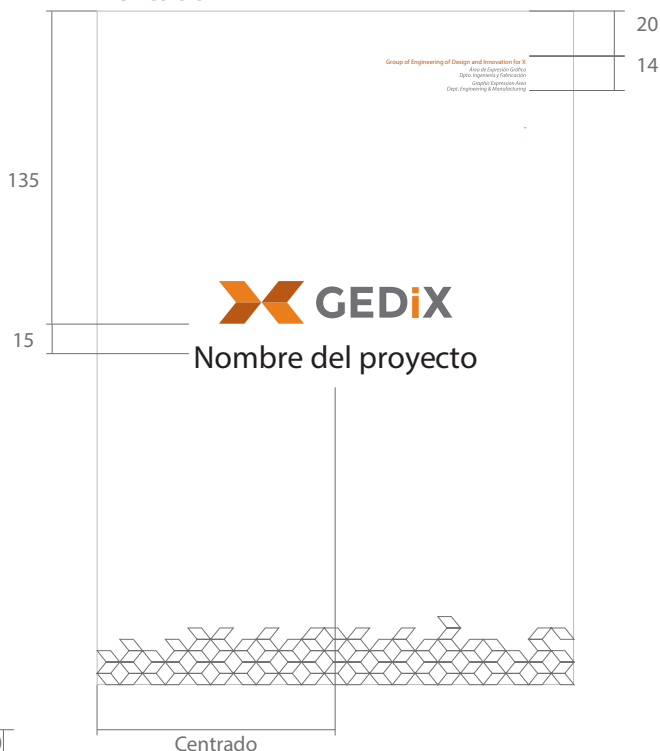 20
Group of Engineering of Design and Innovation for X
Área de Expresión Gráfica
Dpto. Ingeniería y Fabricación
Graphic Expression Area
Dept. Engineering & Manufacturing
14
135
GEDiX
15
Nombre del proyecto
Centrado